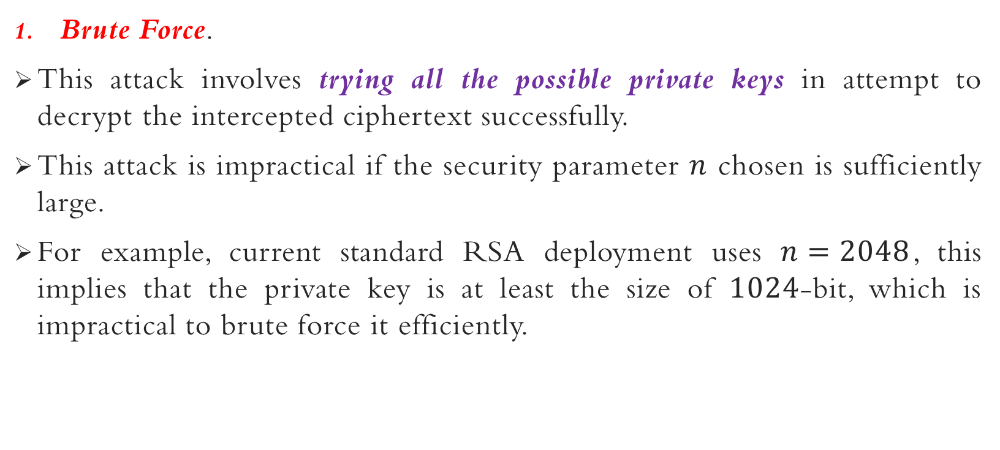 1. Brute Force.
➢ This attack involves trying all the possible private keys in attempt to
decrypt the intercepted ciphertext successfully.
➢ This attack is impractical if the security parameter n chosen is sufficiently
large.
➢ For example, current standard RSA deployment uses n = 2048, this
implies that the private key is at least the size of 1024-bit, which is
impractical to brute force it efficiently.